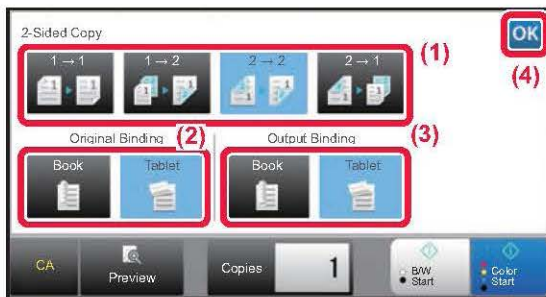 2-Sided Copy
OK
(1)
(4)
1 → 1
1 → 2
2 → 2
2 → 1
Original Binding (2)
Output Binding (3)
Book
Tablet
Book
Tablet
CA
Preview
Copies
1
B/W
Start
Color
Start